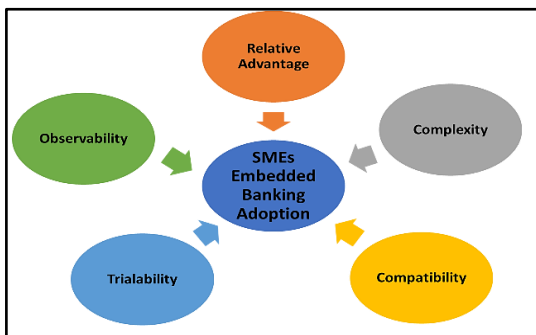 Relative
Advantage
Observability
Complexity
SMEs
Embedded
Banking
Adoption
Trialability
Compatibility